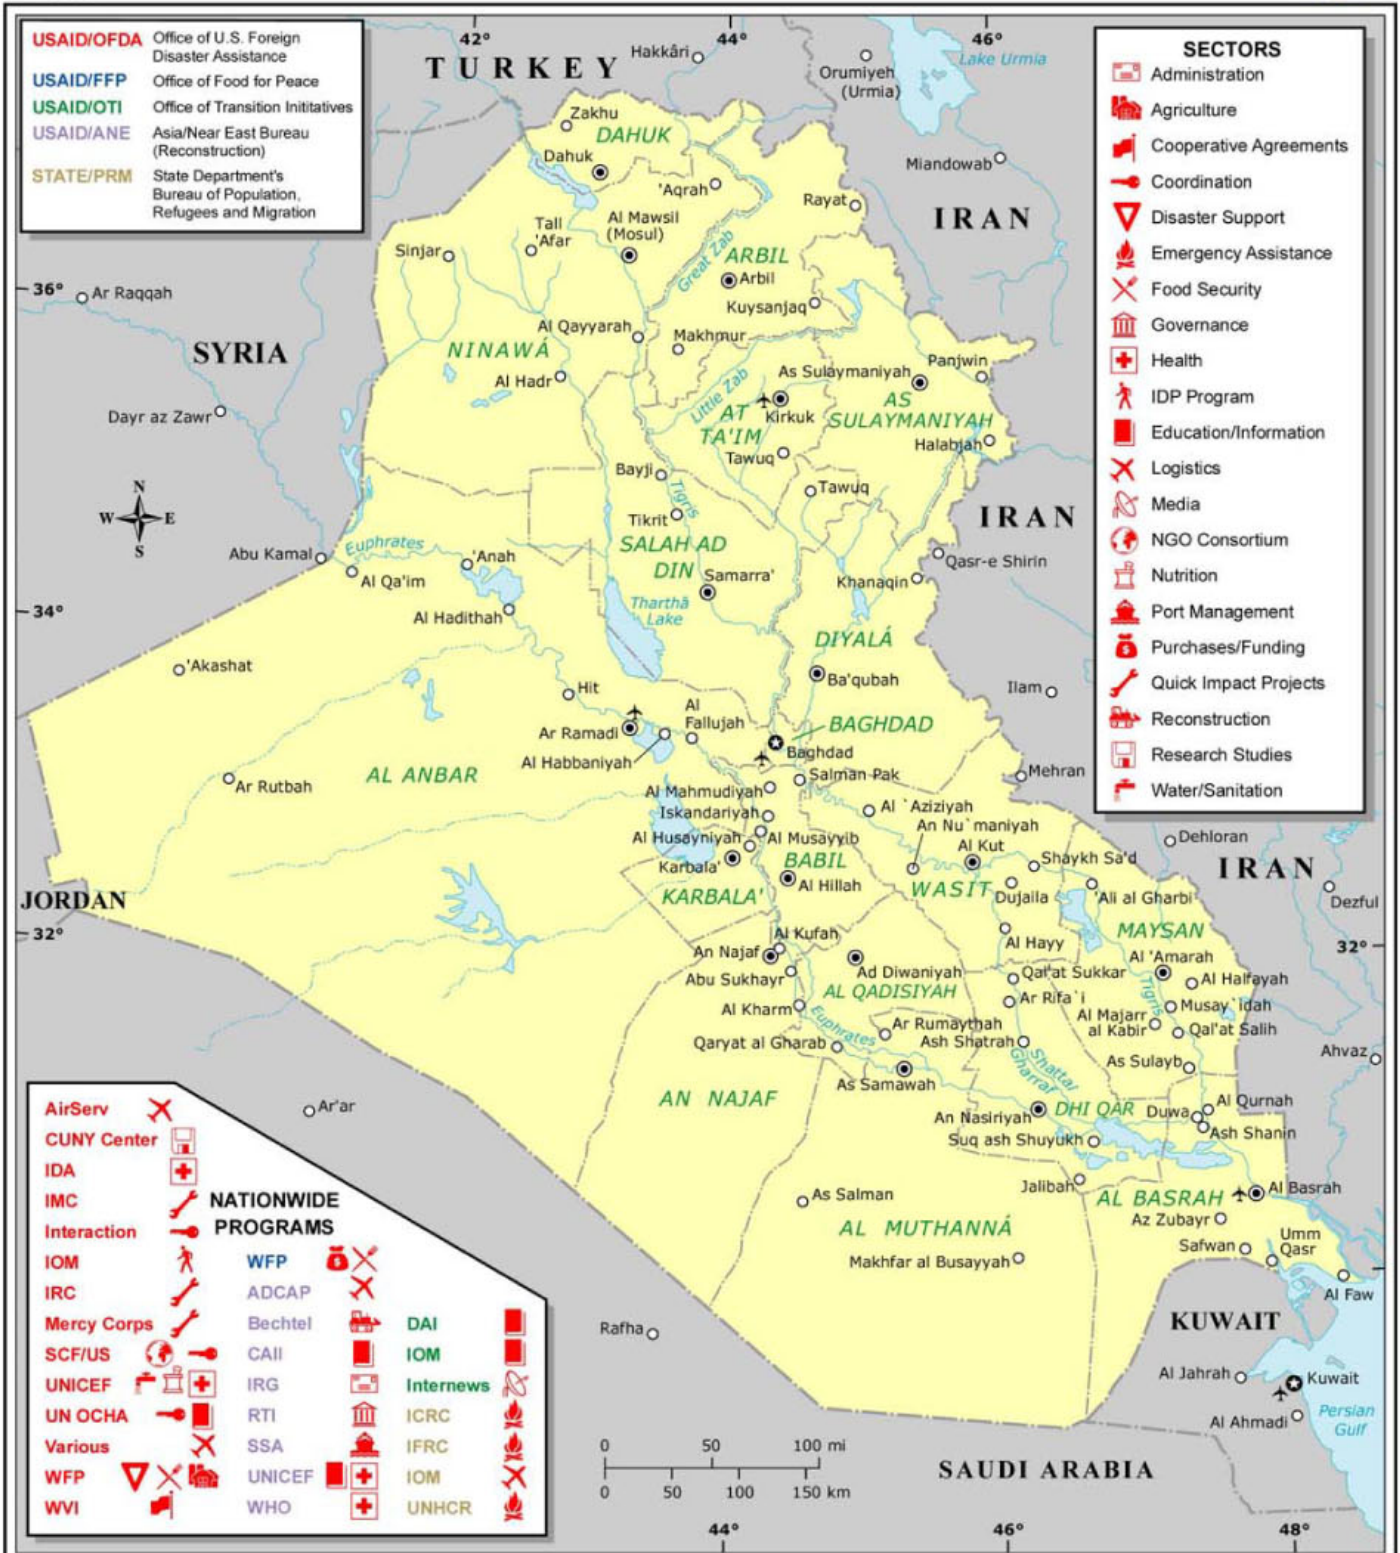 USAID/OFDA Office of U.S. Foreign
Disaster Assistance
USAID/FFP Office of Food for Peace
USAID/OTI Office of Transition Inititatives
USAID/ANE Asia/Near East Bureau
(Reconstruction)
STATE/PRM State Department's
Bureau of Population,
Refugees and Migration
42°
44°
46°
TURKEY
Hakkâri
Orumiyeh
(Urmia)
Lake Urmia
Miandowab
IRAN
SECTORS
Administration
Agriculture
Cooperative Agreements
Coordination
Disaster Support
Emergency Assistance
Food Security
Governance
Health
IDP Program
Education/Information
Logistics
Media
NGO Consortium
Nutrition
Port Management
Purchases/Funding
Quick Impact Projects
Reconstruction
Research Studies
Water/Sanitation
Zakhu
DAHUK
Dahuk
'Aqrah
Rayat
Tall
'Afar
Al Mawsil
(Mosul)
Sinjar
Great Zab
ARBIL
Arbil
Kuysanjaq
36°
Ar Raqqah
SYRIA
Dayr az Zawr
Al Qayyarah
Makhmur
NINAWÁ
Al Hadr
Panjwin
As Sulaymaniyah
Little Zab
AT
TA'IM
Kirkuk
AS
SULAYMANIYAH
Halabjah
Tawuq
Bayji
Tigris
Tawuq
N
W E
S
Tikrit
IRAN
SALAH AD
DIN
Samarra'
Euphrates
Abu Kamal
'Anah
Al Qa'im
Al Hadithah
Tharthã
Lake
Khanaqin
Qasr-e Shirin
34°
DIYALÁ
'Akashat
Ba'qubah
Ilam
Hit
Al
Fallujah
Ar Ramadi
BAGHDAD
Baghdad
Al Habbaniyah
AL ANBAR
Ar Rutbah
Salman Pak
Mehran
Al Mahmudiyah
Iskandariyah
Al `Aziziyah
An Nu`maniyah
Al Husayniyah
Al Musayyib
Al Kut
Dehloran
Karbala'
BABIL
Shaykh Sa'd
IRAN
Al Hillah
WASIT
Dujaila
'Ali al Gharbi
Dezful
JORDAN
KARBALA'
32°
32°
Al Kufah
Al Hayy
MAYSAN
An Najaf
Al 'Amarah
Abu Sukhayr
Ad Diwaniyah
Qal'at Sukkar
Al Halfayah
AL QADISIYAH
Ar Rifa`i
Tigris
Al Kharm
Euphrates
Musay`idah
Al Majarr
al Kabir
Qal'at Salih
Ar Rumaythah
Qaryat al Gharab
Ash Shatrah
Shattal
Gharraf
Ahvaz
As Samawah
As Sulayb
AN NAJAF
Al Qurnah
An Nasiriyah
DHI QAR
Duwa
Ar'ar
Suq ash Shuyukh
Ash Shanin
Jalibah
AL BASRAH
Al Basrah
As Salman
Az Zubayr
AL MUTHANNÁ
Safwan
Umm
Qasr
Makhfar al Busayyah
Al Faw
KUWAIT
Rafha
Al Jahrah
Kuwait
Al Ahmadi
Persian
Gulf
SAUDI ARABIA
0 50 100 mi
0 50 100 150 km
44°
46°
48°
NATIONWIDE
PROGRAMS
AirServ
CUNY Center
IDA
IMC
Interaction
IOM
IRC
Mercy Corps
SCF/US
UNICEF
UN OCHA
Various
WFP
WVI
WFP
ADCAP
Bechtel
CAII
IRG
RTI
SSA
UNICEF
WHO
DAI
IOM
Internews
ICRC
IFRC
IOM
UNHCR